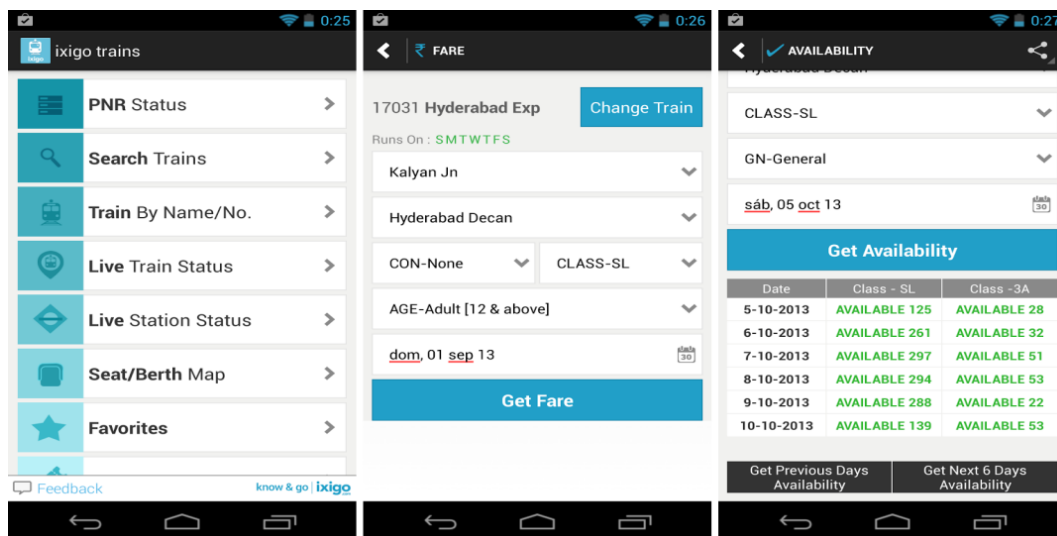 0:25
ixigo trains
PNR Status
Search Trains
Train By Name/No.
Live Train Status
Live Station Status
Seat/Berth Map
Favorites
Feedback
know & go | ixigo
0:26
₹ FARE
17031 Hyderabad Exp
Change Train
Runs On : SMTWTFS
Kalyan Jn
Hyderabad Decan
CON-None CLASS-SL
AGE-Adult [12 & above]
dom, 01 sep 13
30
Get Fare
0:27
AVAILABILITY
Hyderabad Decan
CLASS-SL
GN-General
sáb, 05 oct 13
30
Get Availability
Date Class - SL Class -3A
5-10-2013 AVAILABLE 125 AVAILABLE 28
6-10-2013 AVAILABLE 261 AVAILABLE 32
7-10-2013 AVAILABLE 297 AVAILABLE 51
8-10-2013 AVAILABLE 294 AVAILABLE 53
9-10-2013 AVAILABLE 288 AVAILABLE 22
10-10-2013 AVAILABLE 139 AVAILABLE 53
Get Previous Days
Availability
Get Next 6 Days
Availability